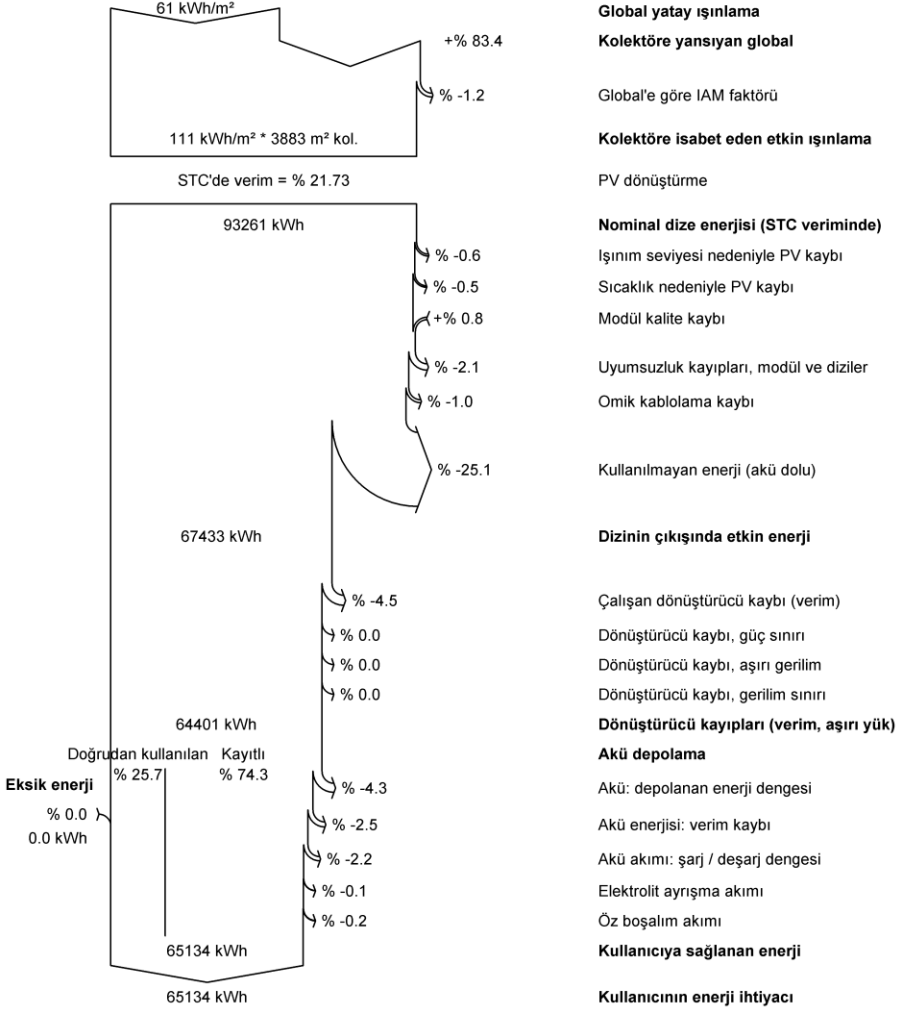 61 kWh/m² Global yatay ışınlama
+% 83.4 Kolektöre yansıyan global
% -1.2 Global'e göre IAM faktörü
111 kWh/m² * 3883 m² kol. Kolektöre isabet eden etkin ışınlama
STC'de verim = % 21.73 PV dönüştürme
93261 kWh Nominal dize enerjisi (STC veriminde)
% -0.6 Işınım seviyesi nedeniyle PV kaybı
% -0.5 Sıcaklık nedeniyle PV kaybı
+% 0.8 Modül kalite kaybı
% -2.1 Uyumsuzluk kayıpları, modül ve diziler
% -1.0 Omik kablolama kaybı
% -25.1 Kullanılmayan enerji (akü dolu)
67433 kWh Dizinin çıkışında etkin enerji
% -4.5 Çalışan dönüştürücü kaybı (verim)
% 0.0 Dönüştürücü kaybı, güç sınırı
% 0.0 Dönüştürücü kaybı, aşırı gerilim
% 0.0 Dönüştürücü kaybı, gerilim sınırı
64401 kWh Dönüştürücü kayıpları (verim, aşırı yük)
Doğrudan kullanılan Kayıtlı Akü depolama
% 25.7 % 74.3
Eksik enerji % -4.3 Akü: depolanan enerji dengesi
% 0.0 % -2.5 Akü enerjisi: verim kaybı
0.0 kWh
% -2.2 Akü akımı: şarj / deşarj dengesi
% -0.1 Elektrolit ayrışma akımı
% -0.2 Öz boşalım akımı
65134 kWh Kullanıcıya sağlanan enerji
65134 kWh Kullanıcının enerji ihtiyacı